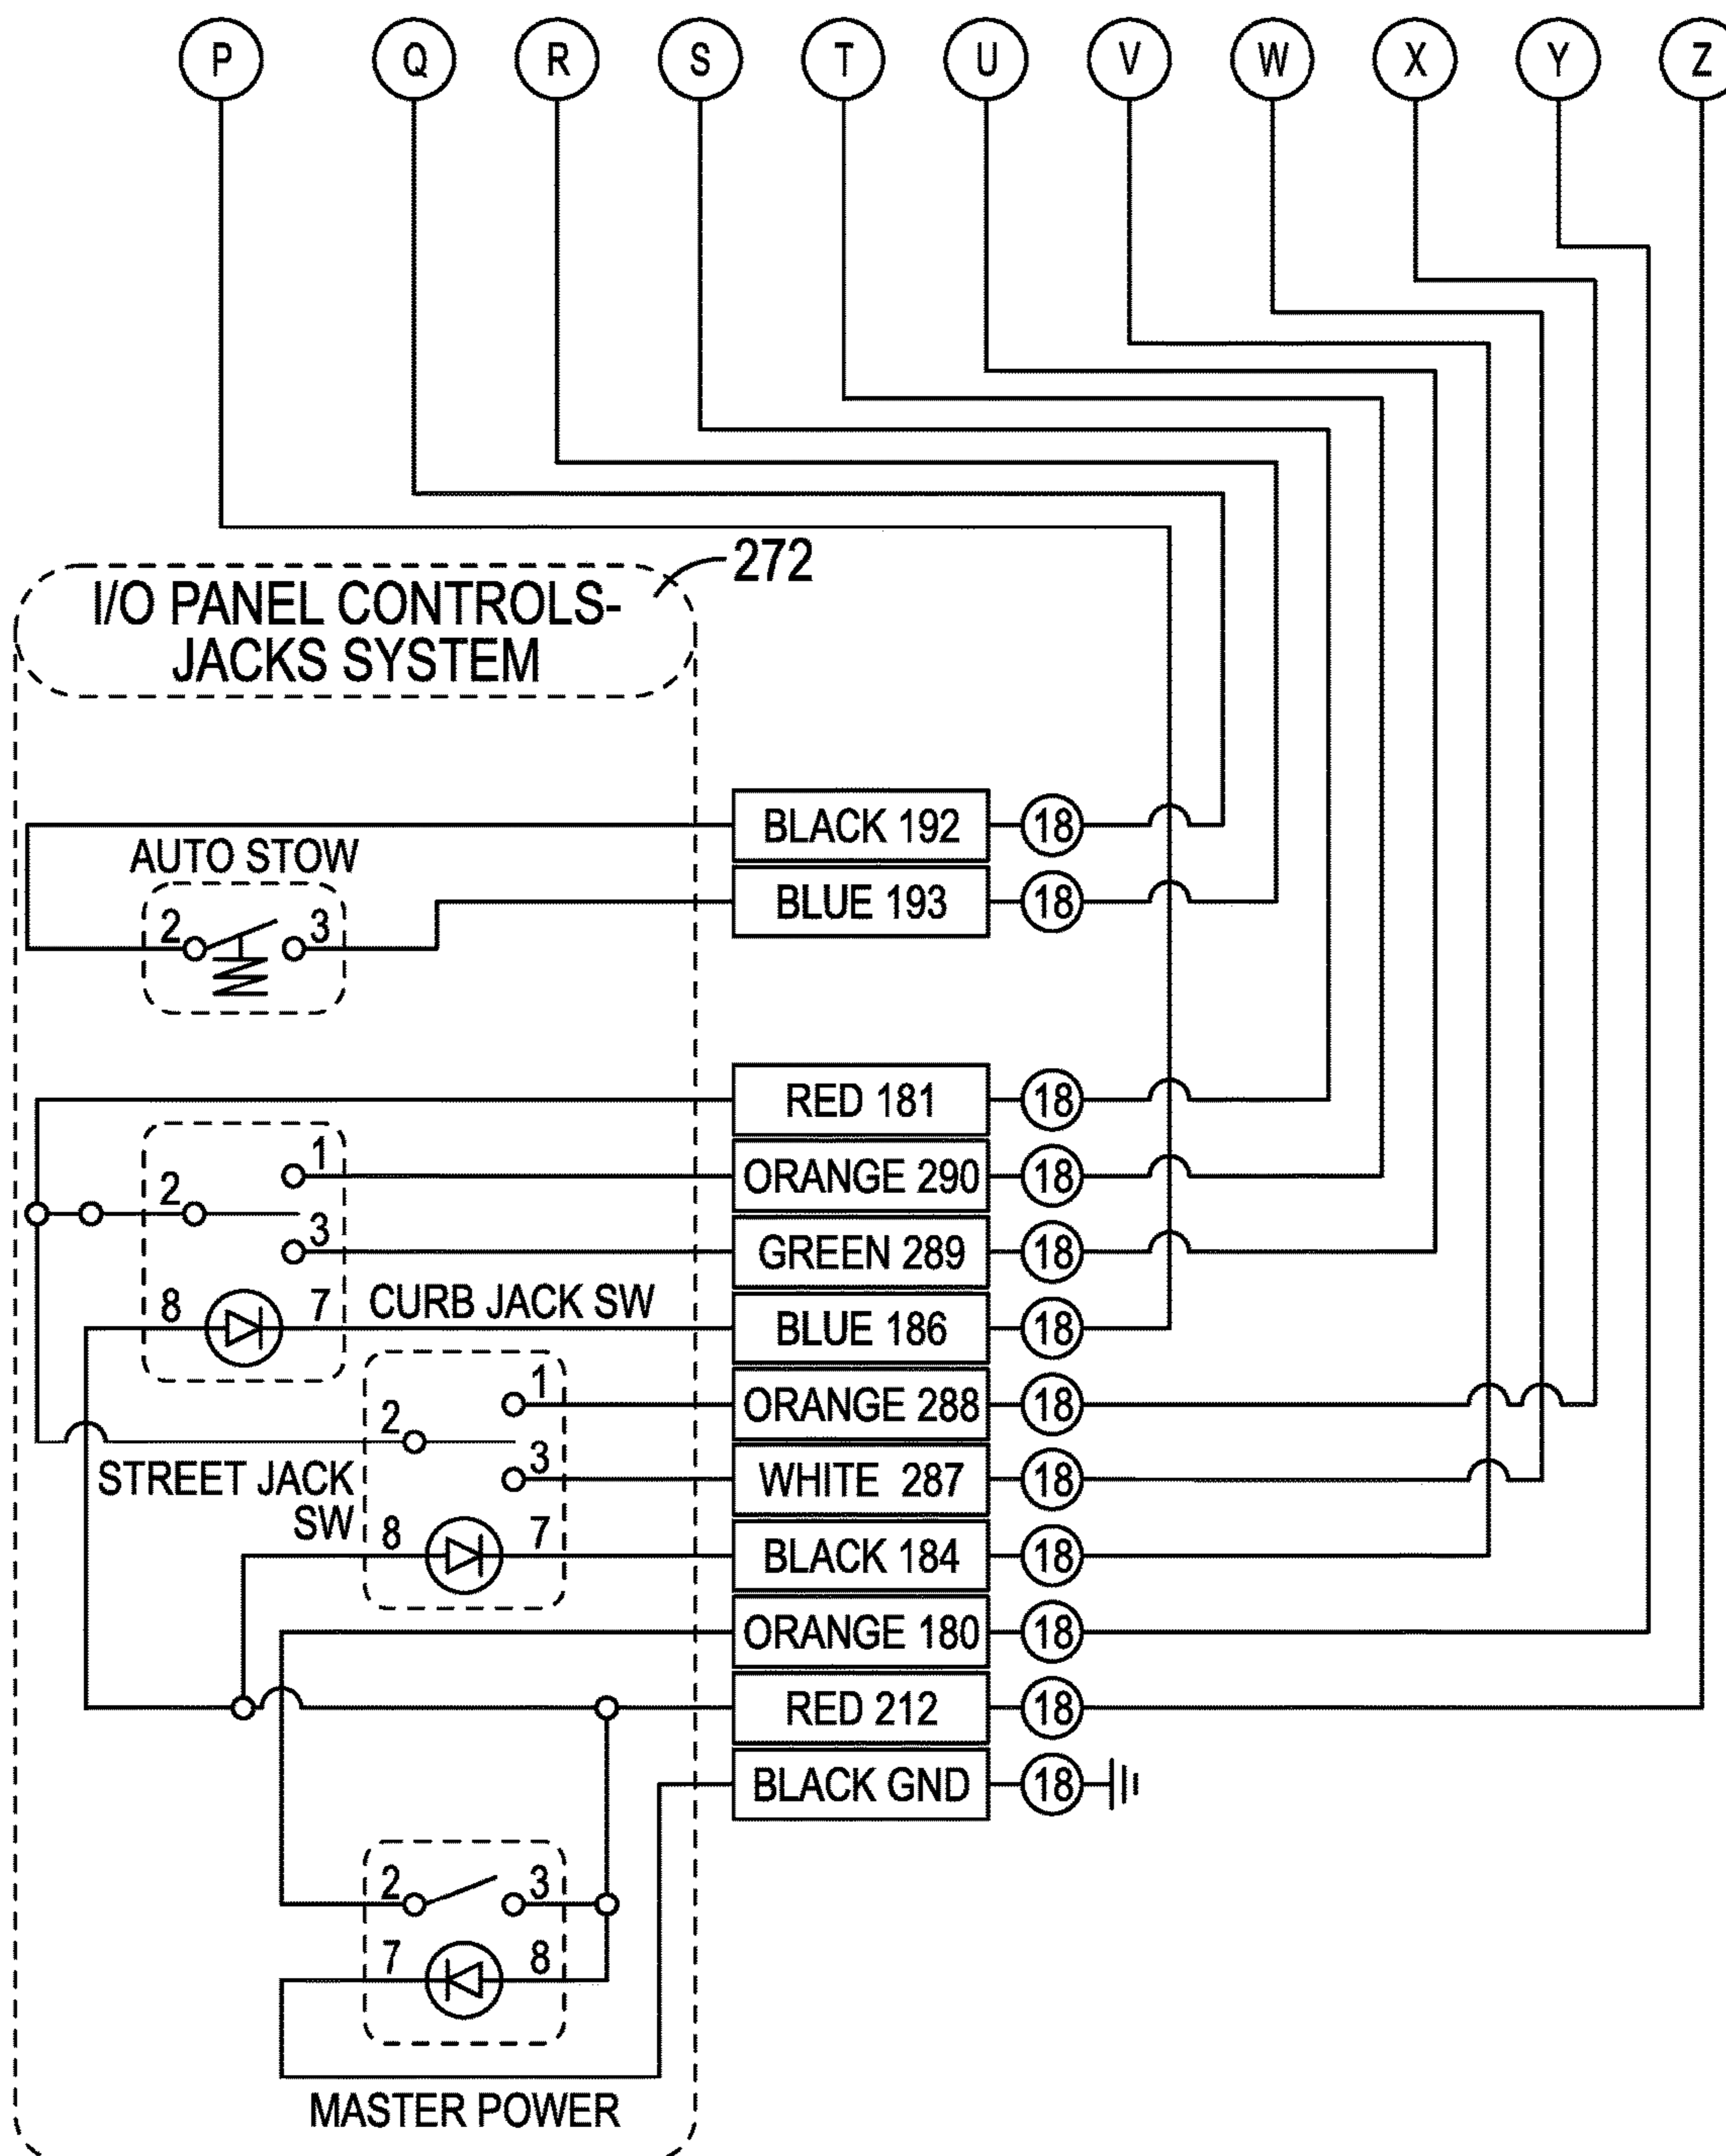 P Q R S T U V W X Y Z
272
I/O PANEL CONTROLS-
JACKS SYSTEM
BLACK 192 18
AUTO STOW
BLUE 193 18
2 3
RED 181 18
1
ORANGE 290 18
2
3
GREEN 289 18
8 7 CURB JACK SW
BLUE 186 18
1
ORANGE 288 18
2
3
STREET JACK
WHITE 287 18
SW
8 7
BLACK 184 18
ORANGE 180 18
RED 212 18
BLACK GND 18
2 3
7 8
MASTER POWER